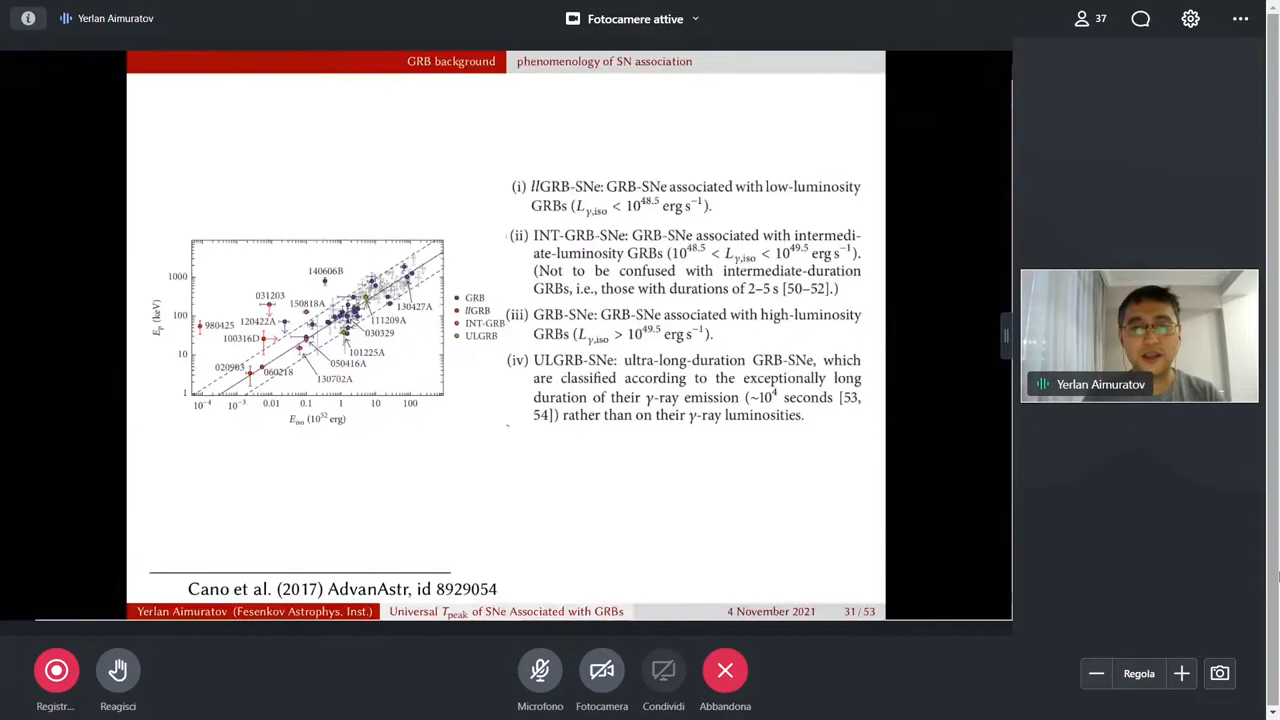 Yerlan Aimuratov
Fotocamere attive
37
GRB background
phenomenology of SN association
(i) llGRB-SNe: GRB-SNe associated with low-luminosity
GRBs (Lγ,iso < 10^48.5 erg s^−1).
(ii) INT-GRB-SNe: GRB-SNe associated with intermedi-
ate-luminosity GRBs (10^48.5 < Lγ,iso < 10^49.5 erg s^−1).
(Not to be confused with intermediate-duration
GRBs, i.e., those with durations of 2–5 s [50–52].)
(iii) GRB-SNe: GRB-SNe associated with high-luminosity
GRBs (Lγ,iso > 10^49.5 erg s^−1).
(iv) ULGRB-SNe: ultra-long-duration GRB-SNe, which
are classified according to the exceptionally long
duration of their γ-ray emission (~10^4 seconds [53,
54]) rather than on their γ-ray luminosities.
1000
100
10
1
Ep (keV)
10^−4
10^−3
0.01
0.1
1
10
100
Eiso (10^52 erg)
140606B
031203
150818A
980425
120422A
100316D
020903
060218
130427A
111209A
030329
101225A
050416A
130702A
GRB
llGRB
INT-GRB
ULGRB
Cano et al. (2017) AdvanAstr, id 8929054
Yerlan Aimuratov (Fesenkov Astrophys. Inst.)
Universal Tpeak of SNe Associated with GRBs
4 November 2021
31 / 53
Yerlan Aimuratov
Registr...
Reagisci
Microfono
Fotocamera
Condividi
Abbandona
Regola